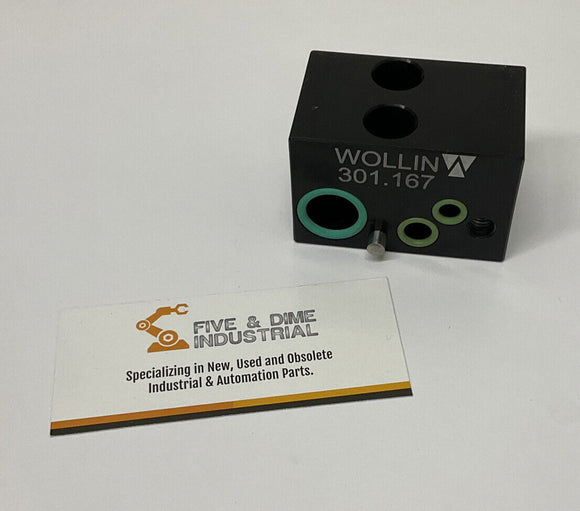 WOLLIN
301.167
FIVE & DIME
INDUSTRIAL
Specializing in New, Used and Obsolete
Industrial & Automation Parts.